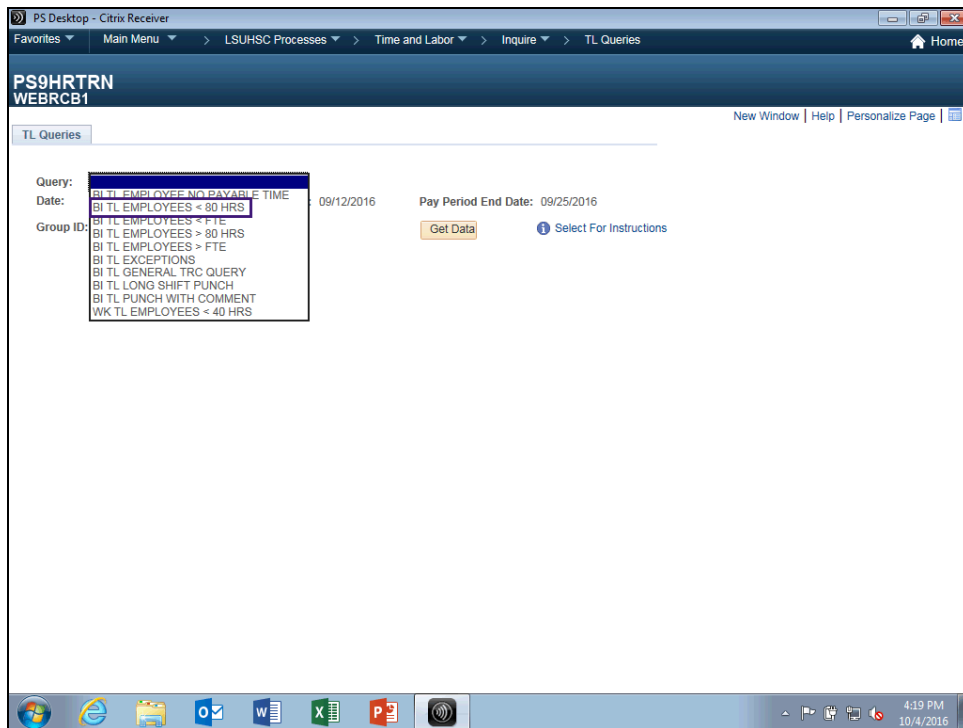 PS Desktop - Citrix Receiver
Favorites Main Menu > LSUHSC Processes > Time and Labor > Inquire > TL Queries Home
PS9HRTRN
WEBRCB1
New Window | Help | Personalize Page |
TL Queries
Query:
BI TL EMPLOYEE NO PAYABLE TIME
Date: : 09/12/2016 Pay Period End Date: 09/25/2016
BI TL EMPLOYEES < 80 HRS
BI TL EMPLOYEES < FTE
Group ID: Get Data Select For Instructions
BI TL EMPLOYEES > 80 HRS
BI TL EMPLOYEES > FTE
BI TL EXCEPTIONS
BI TL GENERAL TRC QUERY
BI TL LONG SHIFT PUNCH
BI TL PUNCH WITH COMMENT
WK TL EMPLOYEES < 40 HRS
4:19 PM
10/4/2016